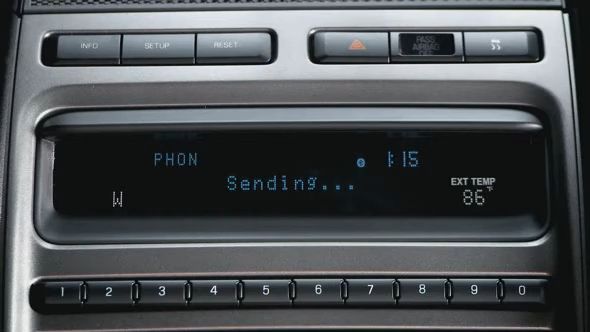 INFO SETUP RESET PASS AIRBAG OFF
PHON 1:15
Sending...
W EXT TEMP
86°F
1 2 3 4 5 6 7 8 9 0